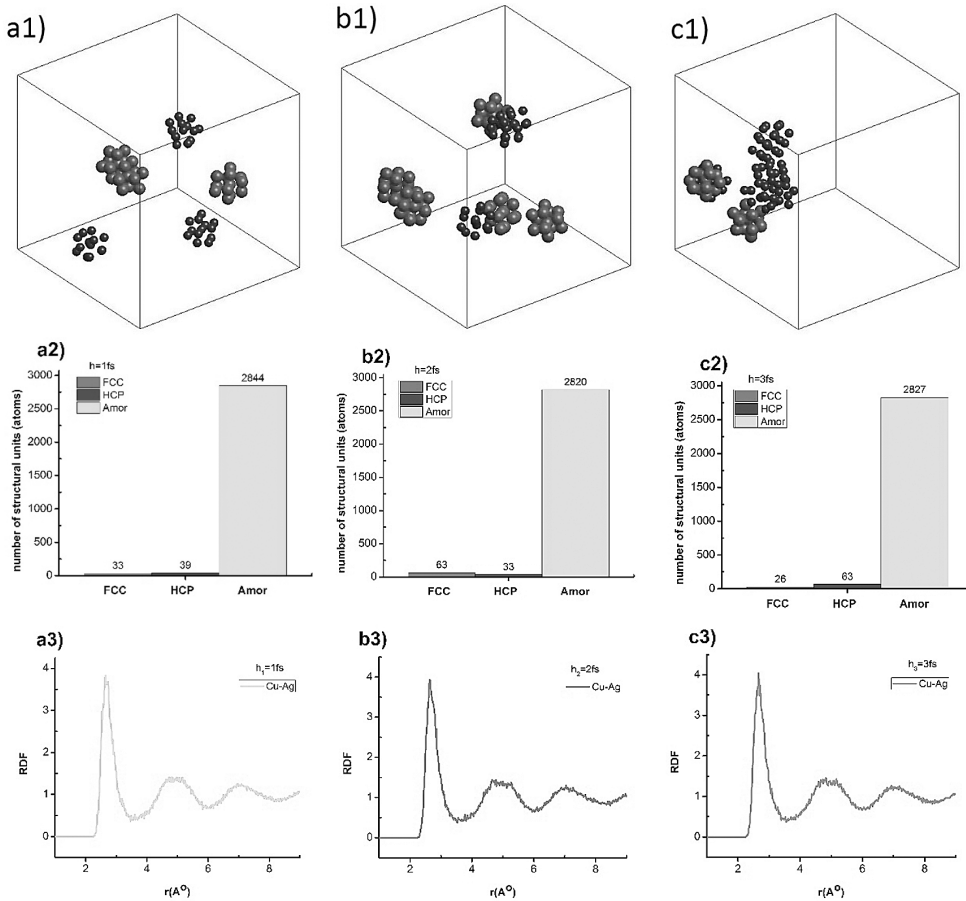 a1)
b1)
c1)
a2)
h=1fs
FCC
HCP
Amor
2844
3000
2500
2000
1500
1000
500
0
number of structural units (atoms)
33
39
FCC HCP Amor
b2)
h=2fs
FCC
HCP
Amor
2820
3000
2500
2000
1500
1000
500
0
number of structural units (atoms)
63
33
FCC HCP Amor
c2)
h=3fs
FCC
HCP
Amor
2827
3000
2500
2000
1500
1000
500
0
number of structural units (atoms)
26
63
FCC HCP Amor
a3)
h1=1fs
Cu-Ag
4
3
2
1
0
RDF
2 4 6 8
r(AO)
b3)
h2=2fs
Cu-Ag
4
3
2
1
0
RDF
2 4 6 8
r(AO)
c3)
h3=3fs
Cu-Ag
4
3
2
1
0
RDF
2 4 6 8
r(AO)